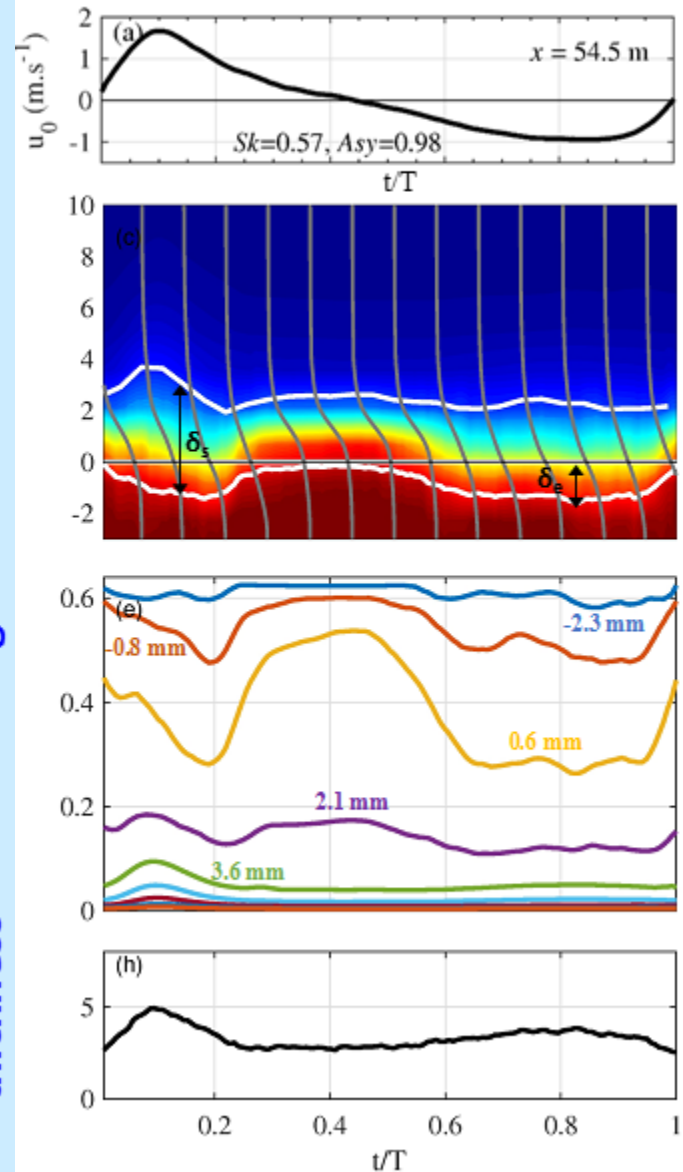 2
(a)
x = 54.5 m
1
0
-1
u0 (m.s-1)
Sk=0.57, Asy=0.98
t/T
10
(c)
8
6
4
2
0
-2
δs
δe
0.6
(e)
-0.8 mm
-2.3 mm
0.4
0.6 mm
0.2
2.1 mm
3.6 mm
0
(h)
5
0
0.2 0.4 0.6 0.8 1
t/T